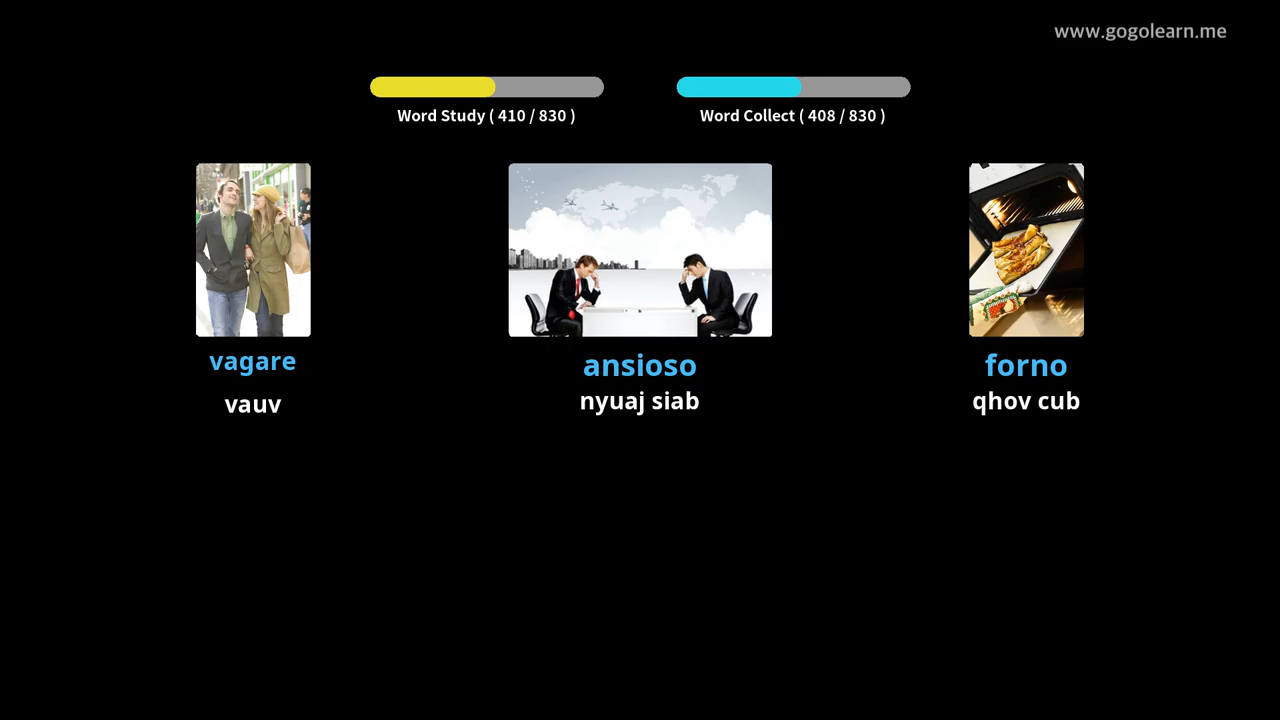 www.gogolearn.me
Word Study ( 410 / 830 )
Word Collect ( 408 / 830 )
vagare
vauv
ansioso
nyuaj siab
forno
qhov cub